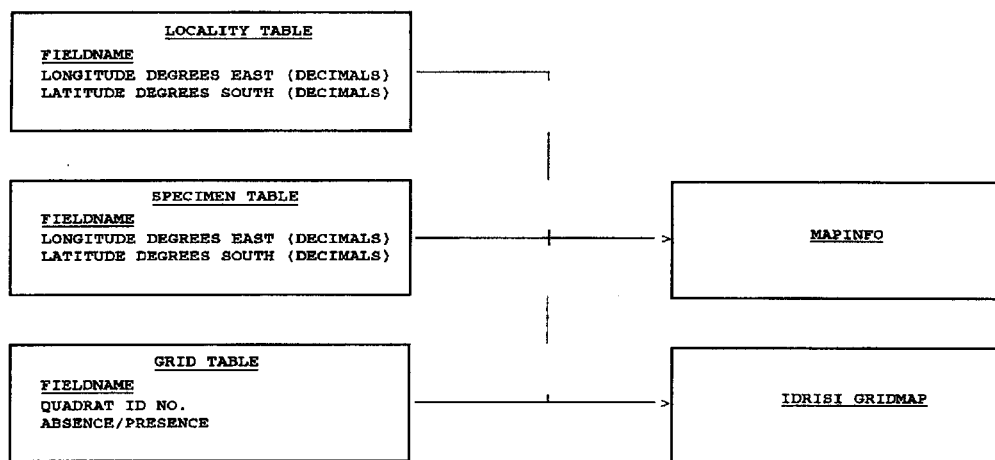 LOCALITY TABLE
FIELDNAME
LONGITUDE DEGREES EAST (DECIMALS)
LATITUDE DEGREES SOUTH (DECIMALS)
SPECIMEN TABLE
FIELDNAME
LONGITUDE DEGREES EAST (DECIMALS)
LATITUDE DEGREES SOUTH (DECIMALS)
MAPINFO
GRID TABLE
FIELDNAME
QUADRAT ID NO.
ABSENCE/PRESENCE
IDRISI GRIDMAP